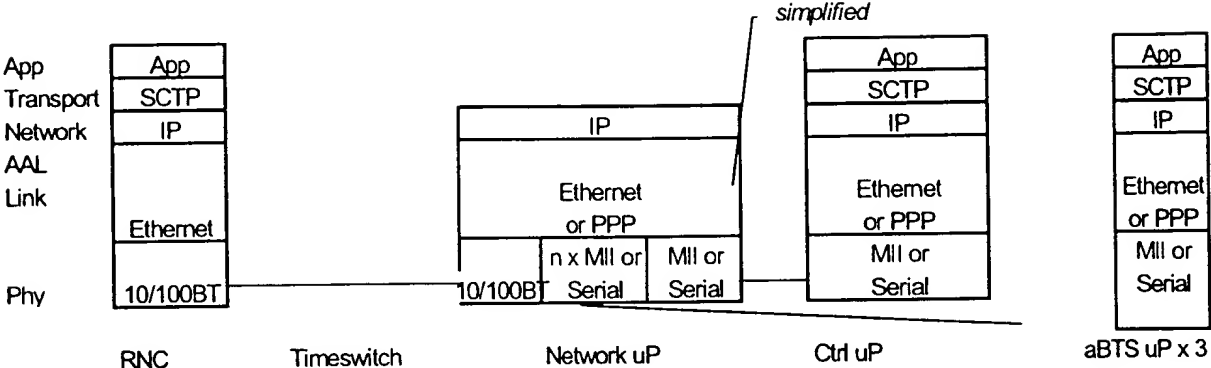 simplified
App App App App
Transport SCTP SCTP SCTP
Network IP IP IP IP
AAL
Link Ethernet Ethernet Ethernet
Ethernet or PPP or PPP or PPP
n x MII or MII or MII or MII or
Phy 10/100BT 10/100BT Serial Serial Serial Serial
RNC Timeswitch Network uP Ctrl uP aBTS uP x 3